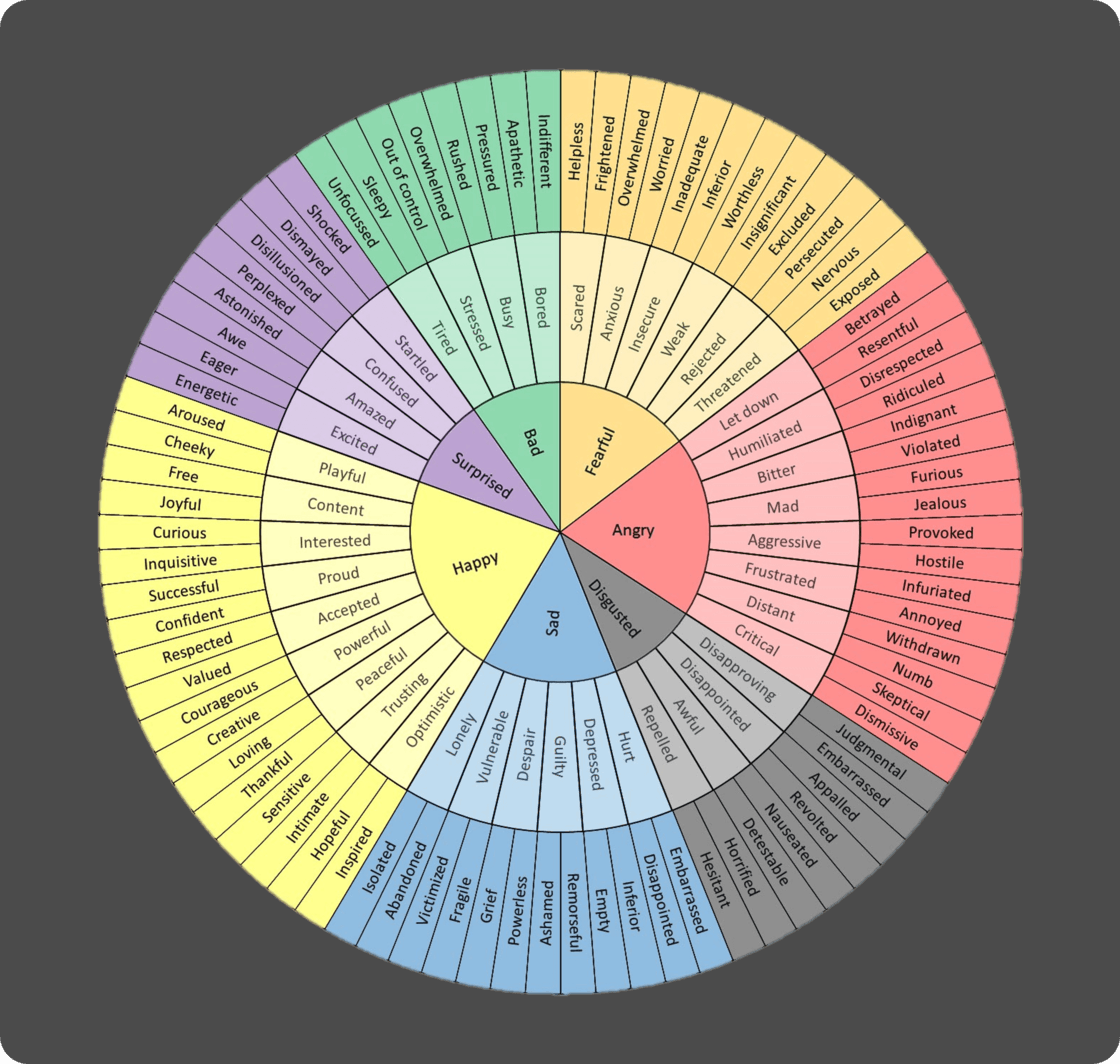 Fearful
Angry
Disgusted
Sad
Happy
Surprised
Bad
Scared
Anxious
Insecure
Weak
Rejected
Threatened
Let down
Humiliated
Bitter
Mad
Aggressive
Frustrated
Distant
Critical
Disapproving
Disappointed
Awful
Repelled
Hurt
Depressed
Guilty
Despair
Vulnerable
Lonely
Optimistic
Trusting
Peaceful
Powerful
Accepted
Proud
Interested
Content
Playful
Excited
Amazed
Confused
Startled
Tired
Stressed
Busy
Bored
Helpless
Frightened
Overwhelmed
Worried
Inadequate
Inferior
Worthless
Insignificant
Excluded
Persecuted
Nervous
Exposed
Betrayed
Resentful
Disrespected
Ridiculed
Indignant
Violated
Furious
Jealous
Provoked
Hostile
Infuriated
Annoyed
Withdrawn
Numb
Skeptical
Dismissive
Judgmental
Embarrassed
Appalled
Revolted
Nauseated
Detestable
Horrified
Hesitant
Embarrassed
Disappointed
Inferior
Empty
Remorseful
Ashamed
Powerless
Grief
Fragile
Victimized
Abandoned
Isolated
Inspired
Hopeful
Intimate
Sensitive
Thankful
Loving
Creative
Courageous
Valued
Respected
Confident
Successful
Inquisitive
Curious
Joyful
Free
Cheeky
Aroused
Energetic
Eager
Awe
Astonished
Perplexed
Disillusioned
Dismayed
Shocked
Unfocussed
Sleepy
Out of control
Overwhelmed
Rushed
Pressured
Apathetic
Indifferent